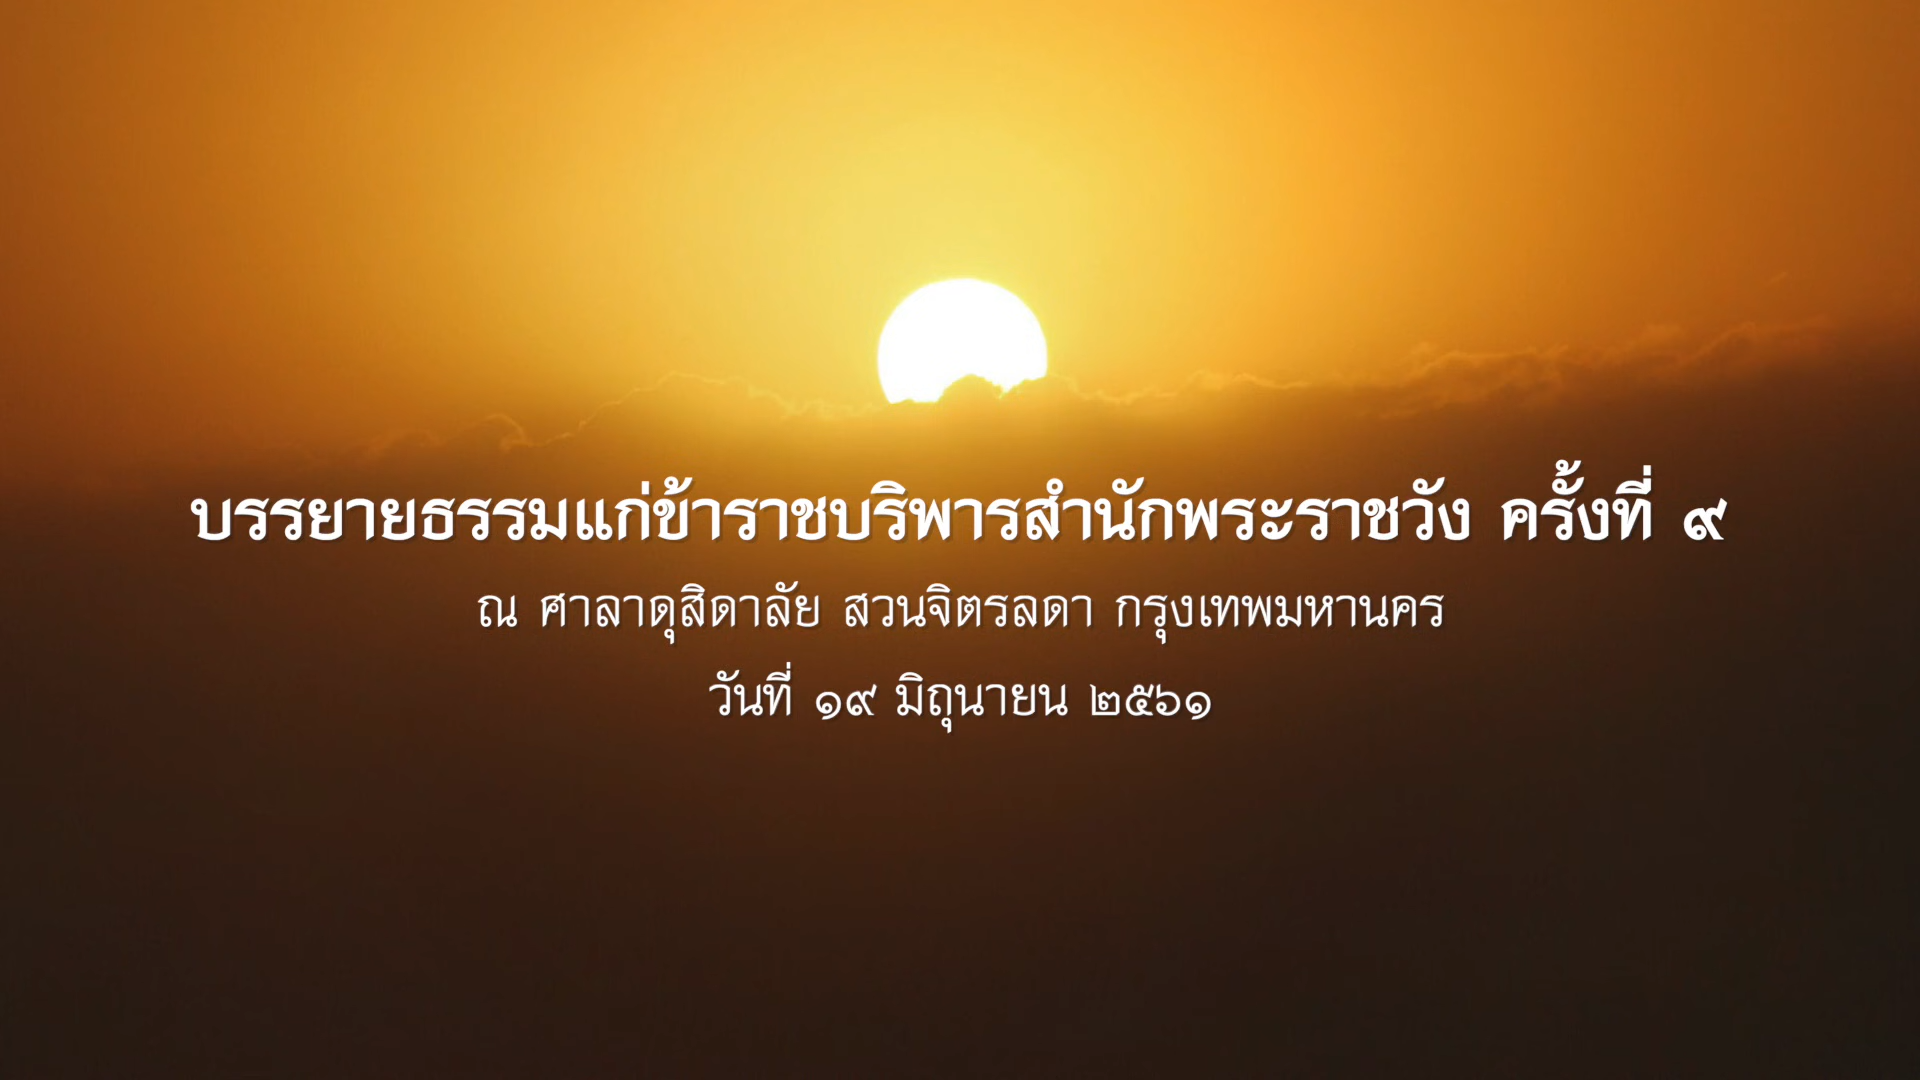 บรรยายธรรมแก่ข้าราชบริพารสำนักพระราชวัง ครั้งที่ ๙
ณ ศาลาดุสิดาลัย สวนจิตรลดา กรุงเทพมหานคร
วันที่ ๑๙ มิถุนายน ๒๕๖๑